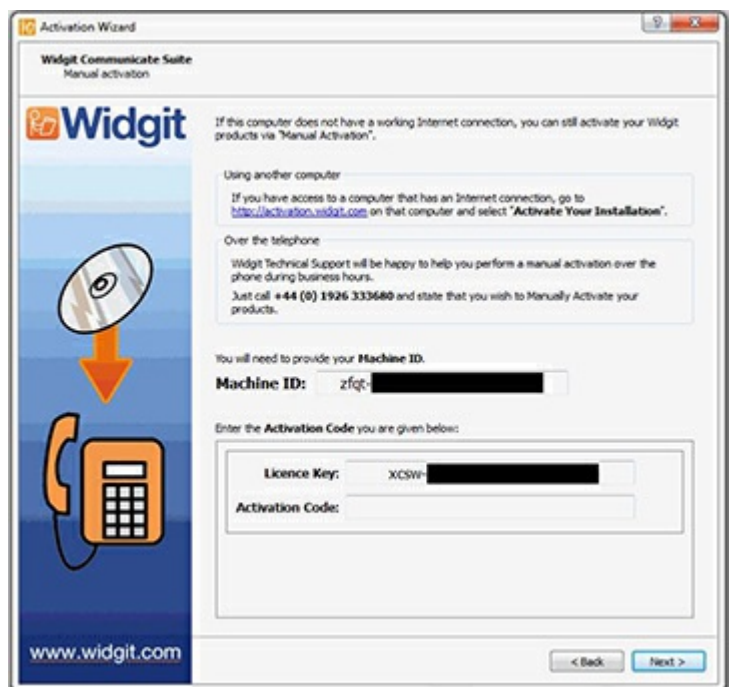 Activation Wizard
Widgit Communicate Suite
Manual activation
Widgit
If this computer does not have a working Internet connection, you can still activate your Widgit
products via "Manual Activation".
Using another computer
If you have access to a computer that has an Internet connection, go to
http://activation.widgit.com on that computer and select "Activate Your Installation".
Over the telephone
Widgit Technical Support will be happy to help you perform a manual activation over the
phone during business hours.
Just call +44 (0) 1926 333680 and state that you wish to Manually Activate your
products.
You will need to provide your Machine ID.
Machine ID: zfqt-
Enter the Activation Code you are given below:
Licence Key: xcsw-
Activation Code:
www.widgit.com
< Back Next >